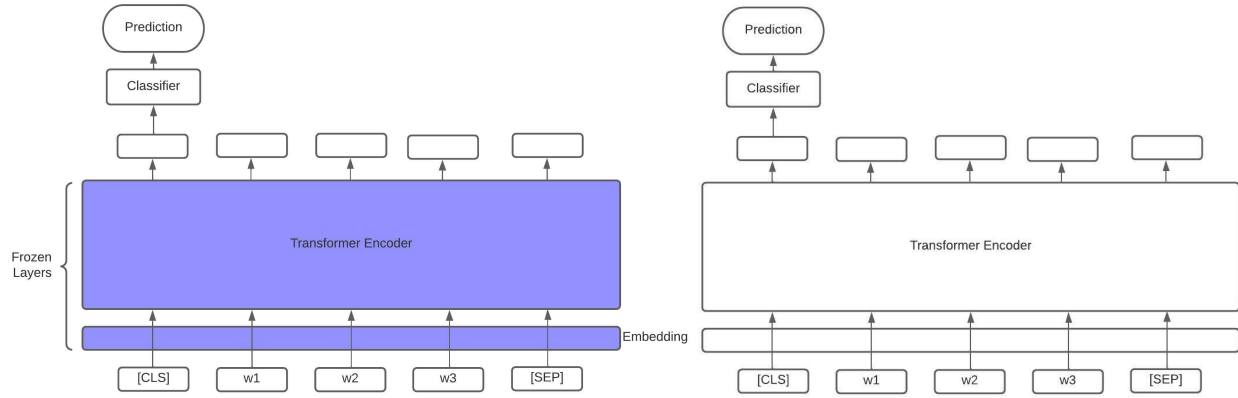 Prediction
Classifier
Transformer Encoder
Frozen
Layers
Embedding
[CLS]
w1
w2
w3
[SEP]
Prediction
Classifier
Transformer Encoder
[CLS]
w1
w2
w3
[SEP]